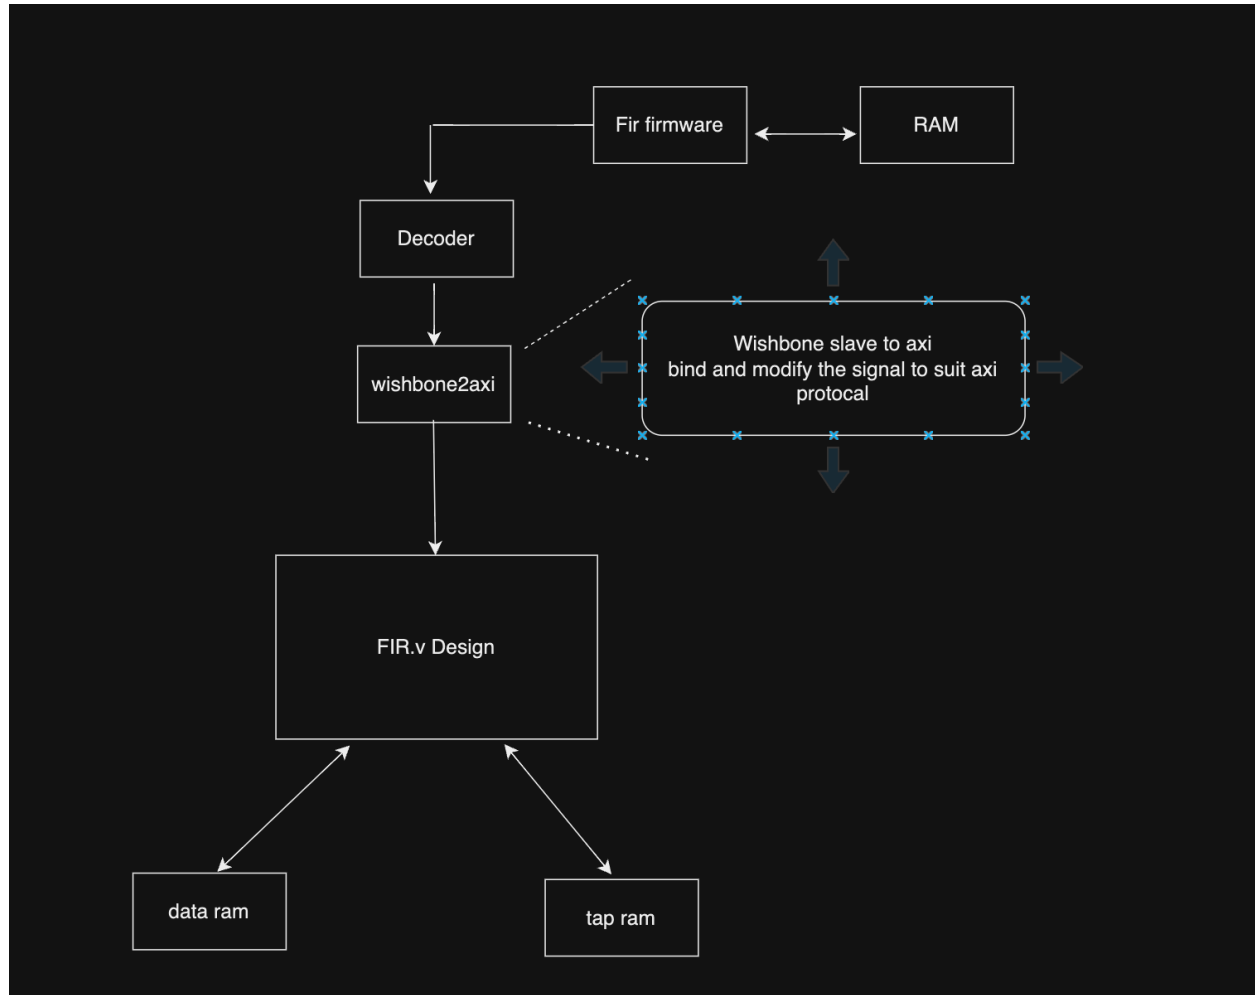 Fir firmware
RAM
Decoder
Wishbone slave to axi
bind and modify the signal to suit axi
protocal
wishbone2axi
FIR.v Design
data ram
tap ram